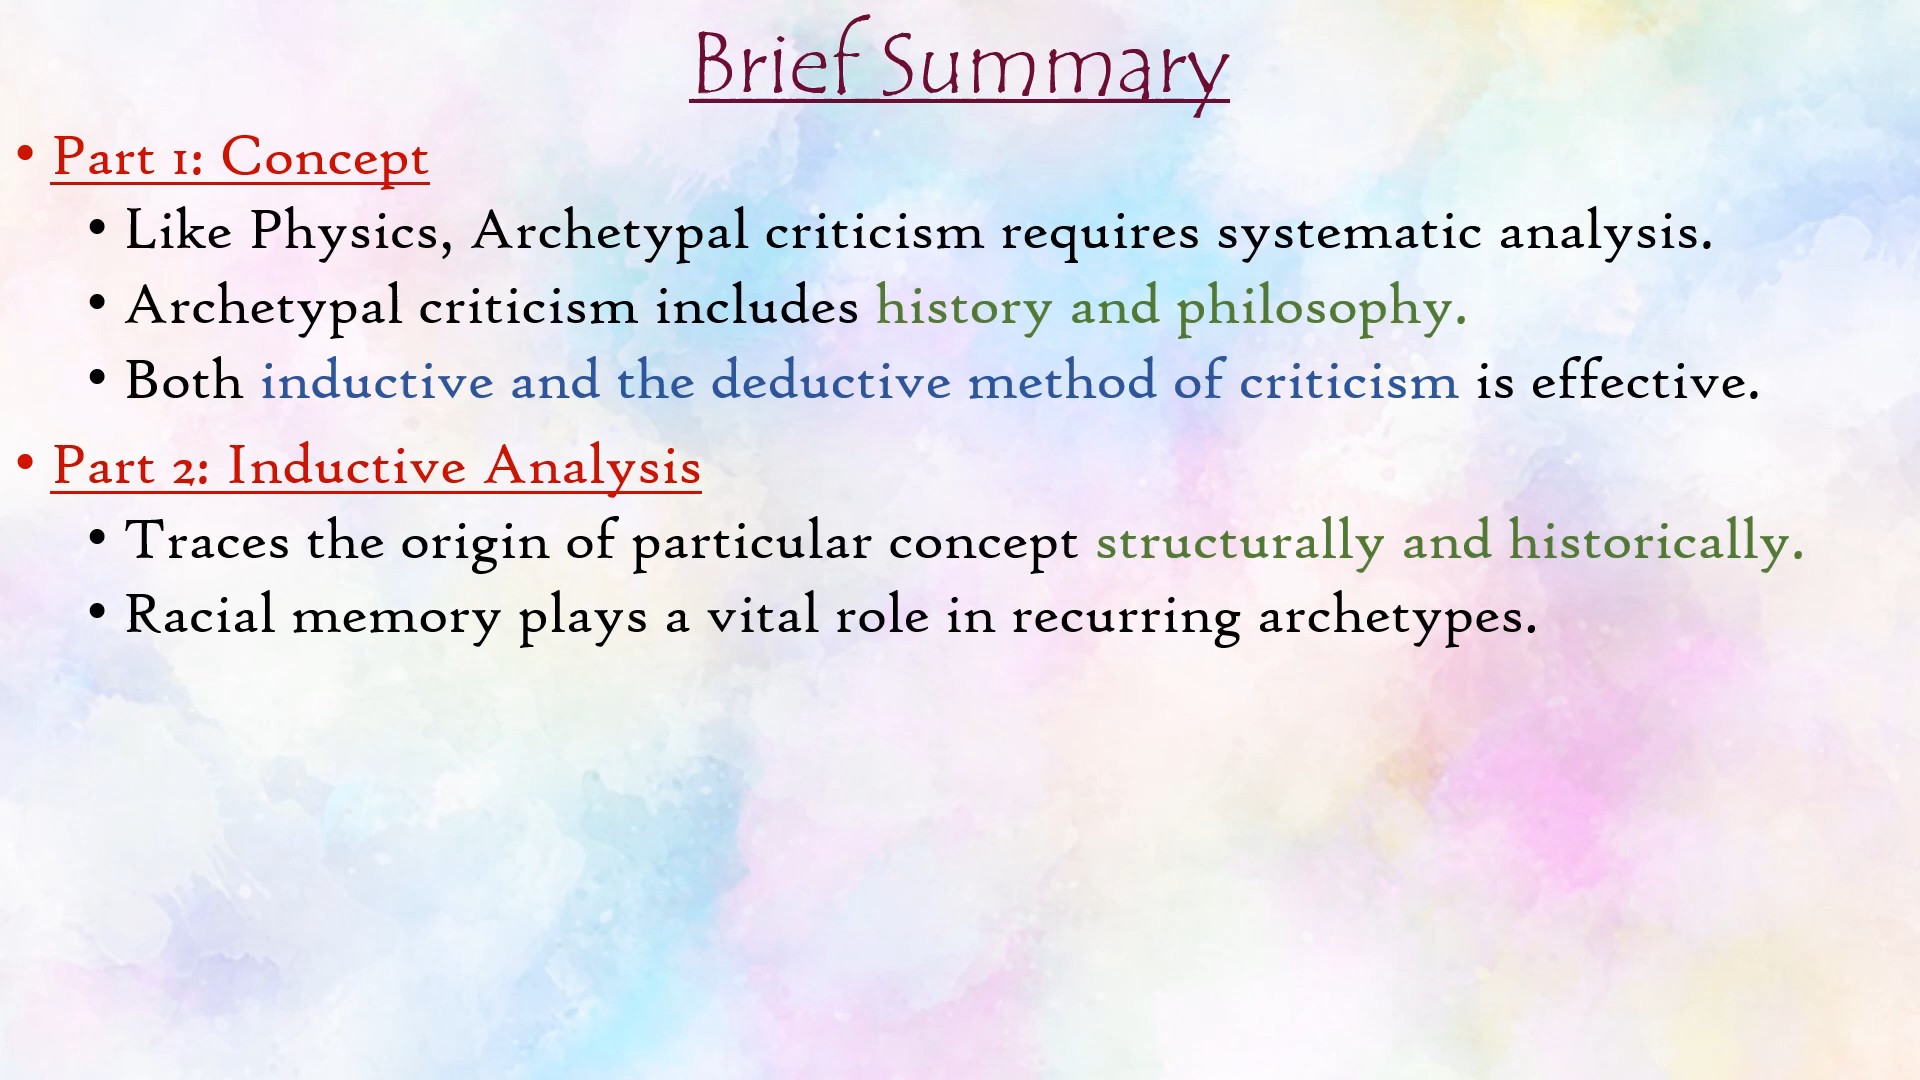 Brief Summary
• Part 1: Concept
• Like Physics, Archetypal criticism requires systematic analysis.
• Archetypal criticism includes history and philosophy.
• Both inductive and the deductive method of criticism is effective.
• Part 2: Inductive Analysis
• Traces the origin of particular concept structurally and historically.
• Racial memory plays a vital role in recurring archetypes.